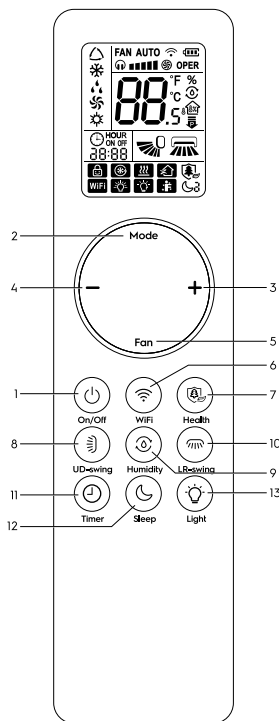 FAN AUTO
OPER
88.5 °F °C %
8℃
HOUR
ON OFF
88:88
WiFi
2 Mode
4 − + 3
Fan 5
6
1 On/Off WiFi Health 7
8 UD-swing Humidity LR-swing 10
9
11 Timer Sleep Light 13
12